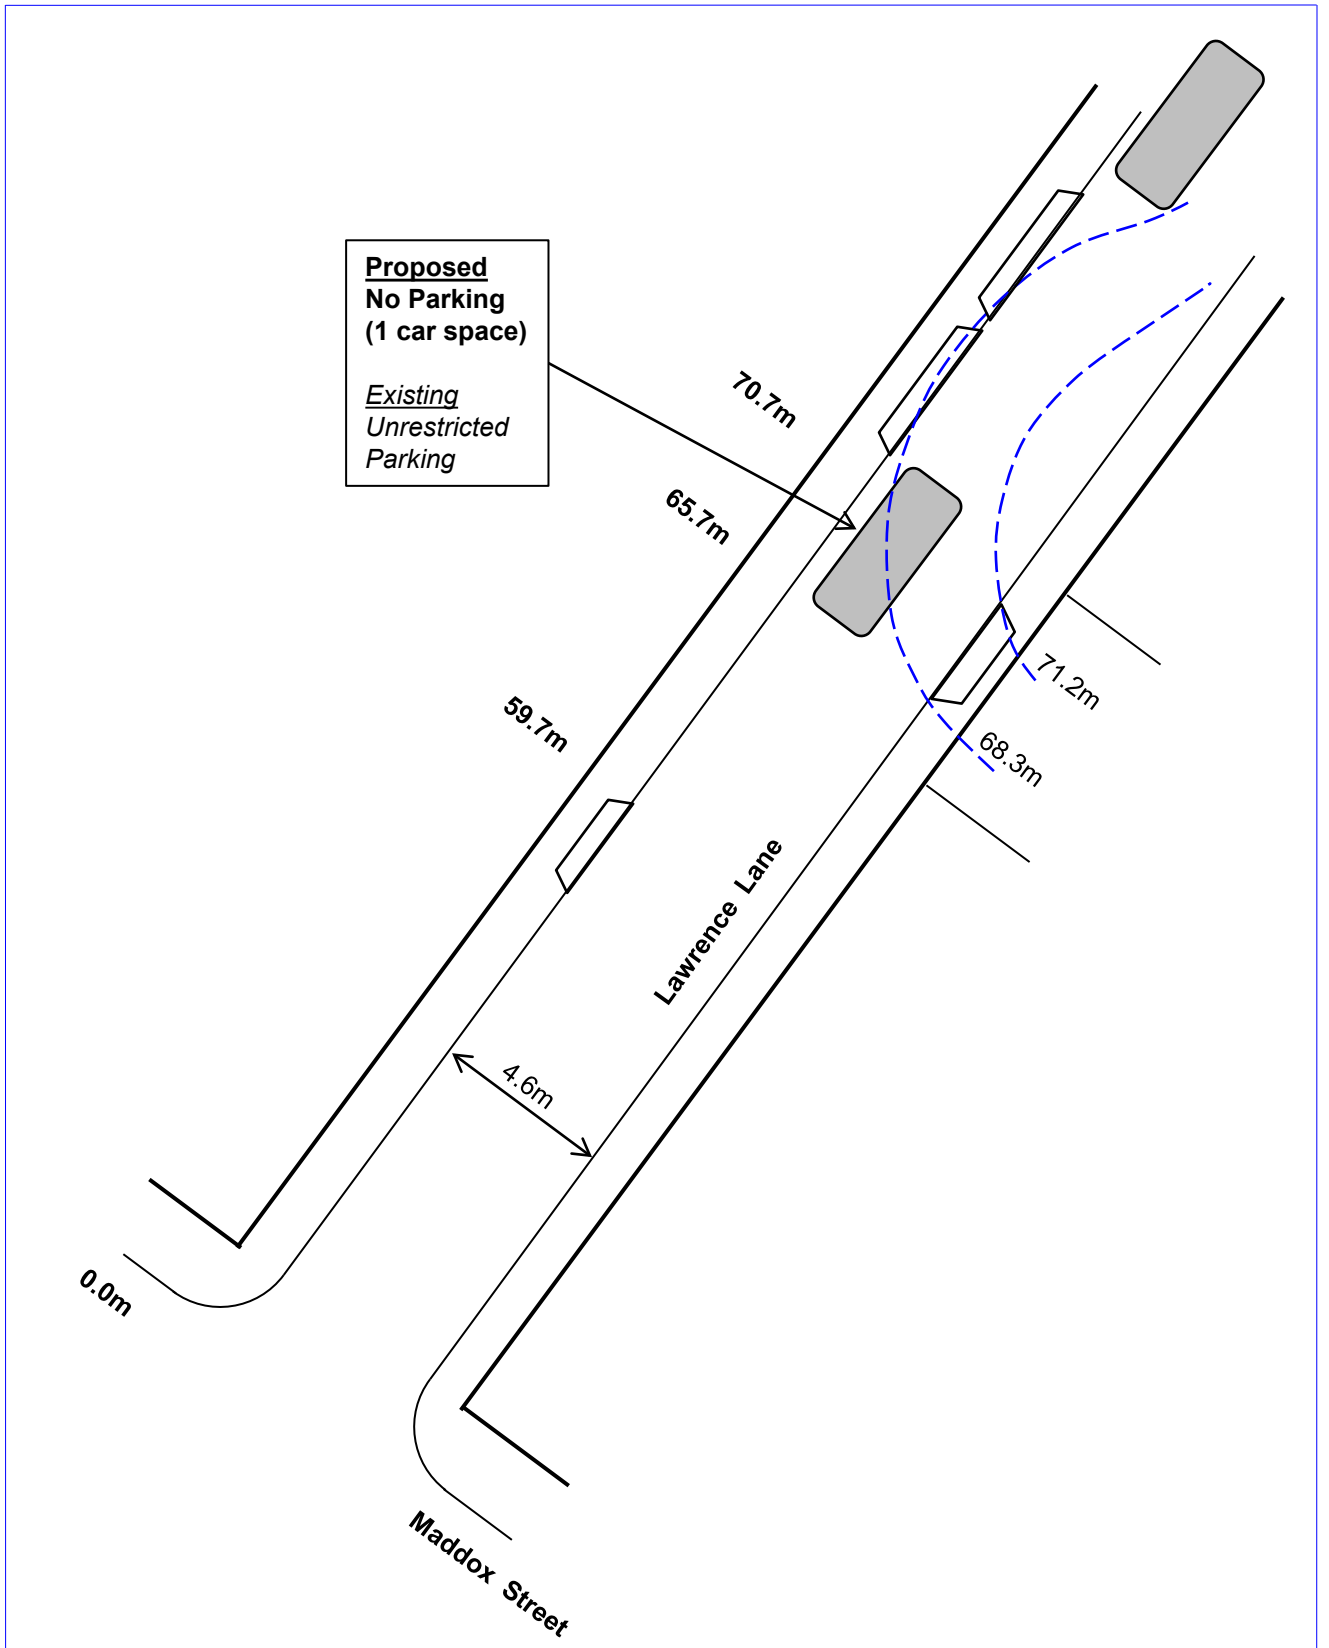 Proposed
No Parking
(1 car space)
Existing
Unrestricted
Parking
70.7m
65.7m
59.7m
71.2m
68.3m
Lawrence Lane
4.6m
0.0m
Maddox Street